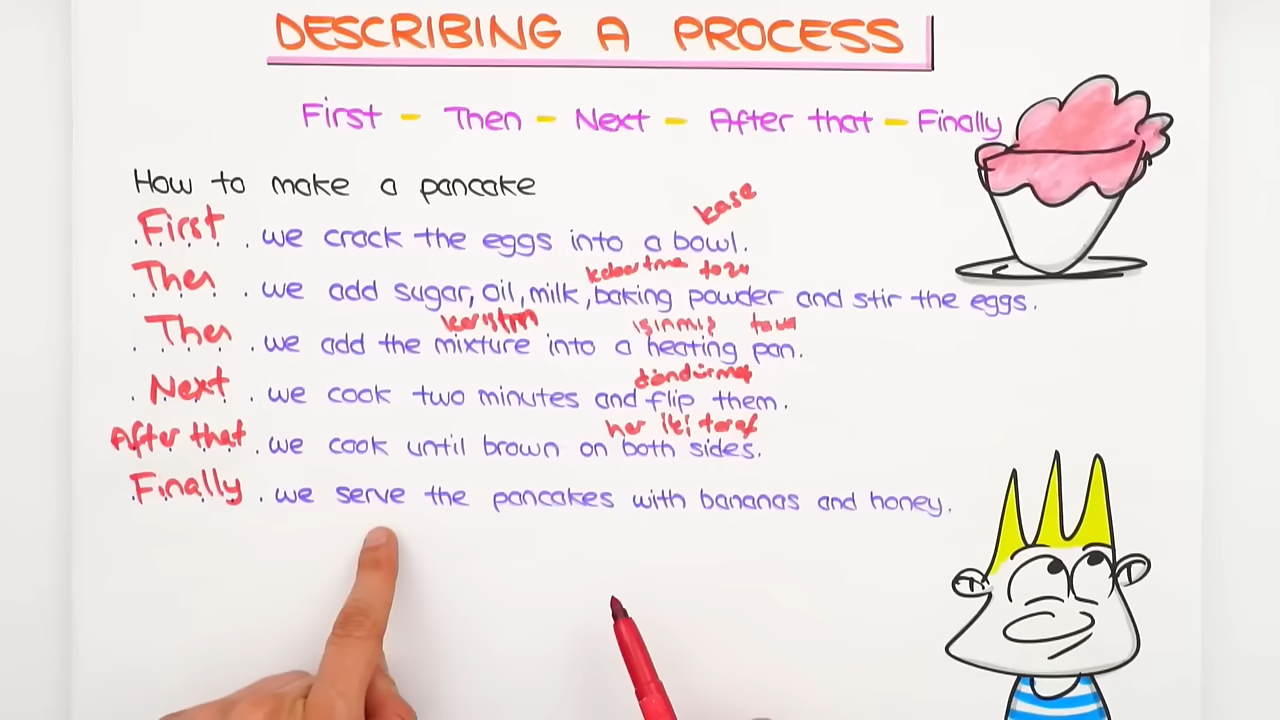 DESCRIBING A PROCESS
First - Then - Next - After that - Finally
How to make a pancake
kase
First we crack the eggs into a bowl.
kabartma tozu
Then we add sugar, oil, milk, baking powder and stir the eggs.
karışım ısınmış tava
Then we add the mixture into a heating pan.
Next we cook two minutes and flip them.
döndürmek
After that we cook until brown on both sides.
her iki taraf
Finally we serve the pancakes with bananas and honey.